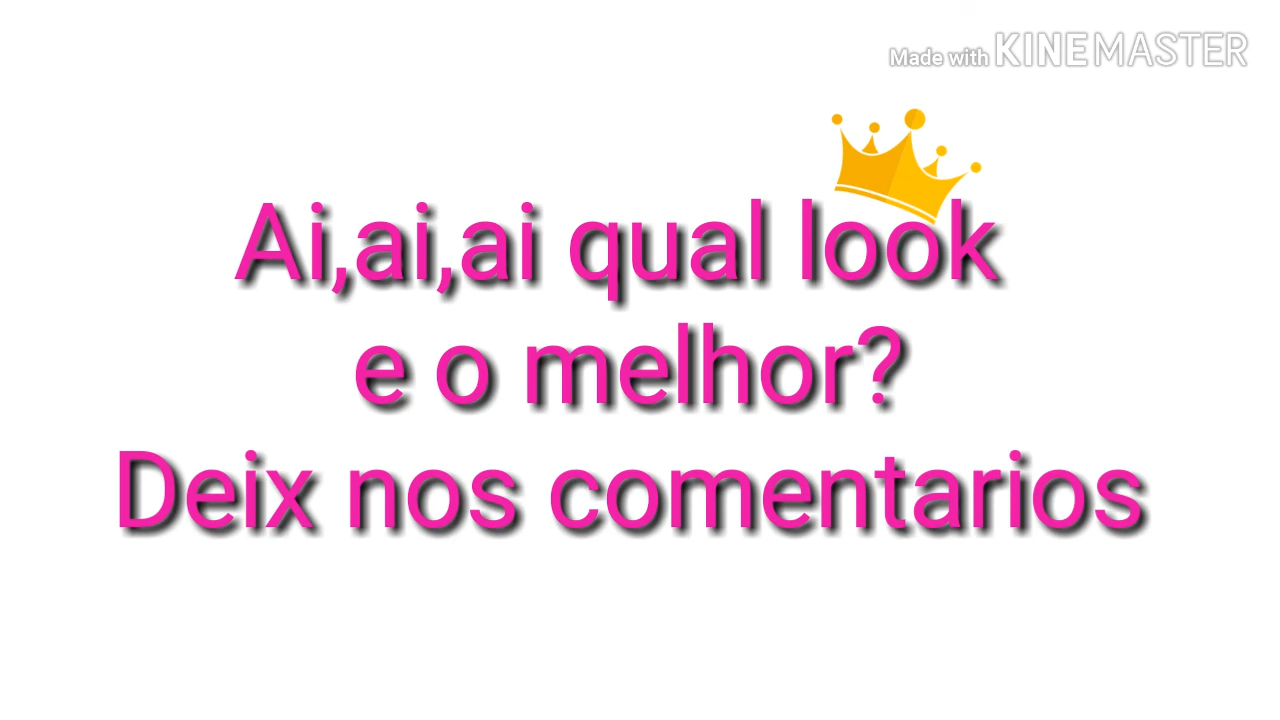 Made with KINEMASTER
Ai,ai,ai qual look
e o melhor?
Deix nos comentarios